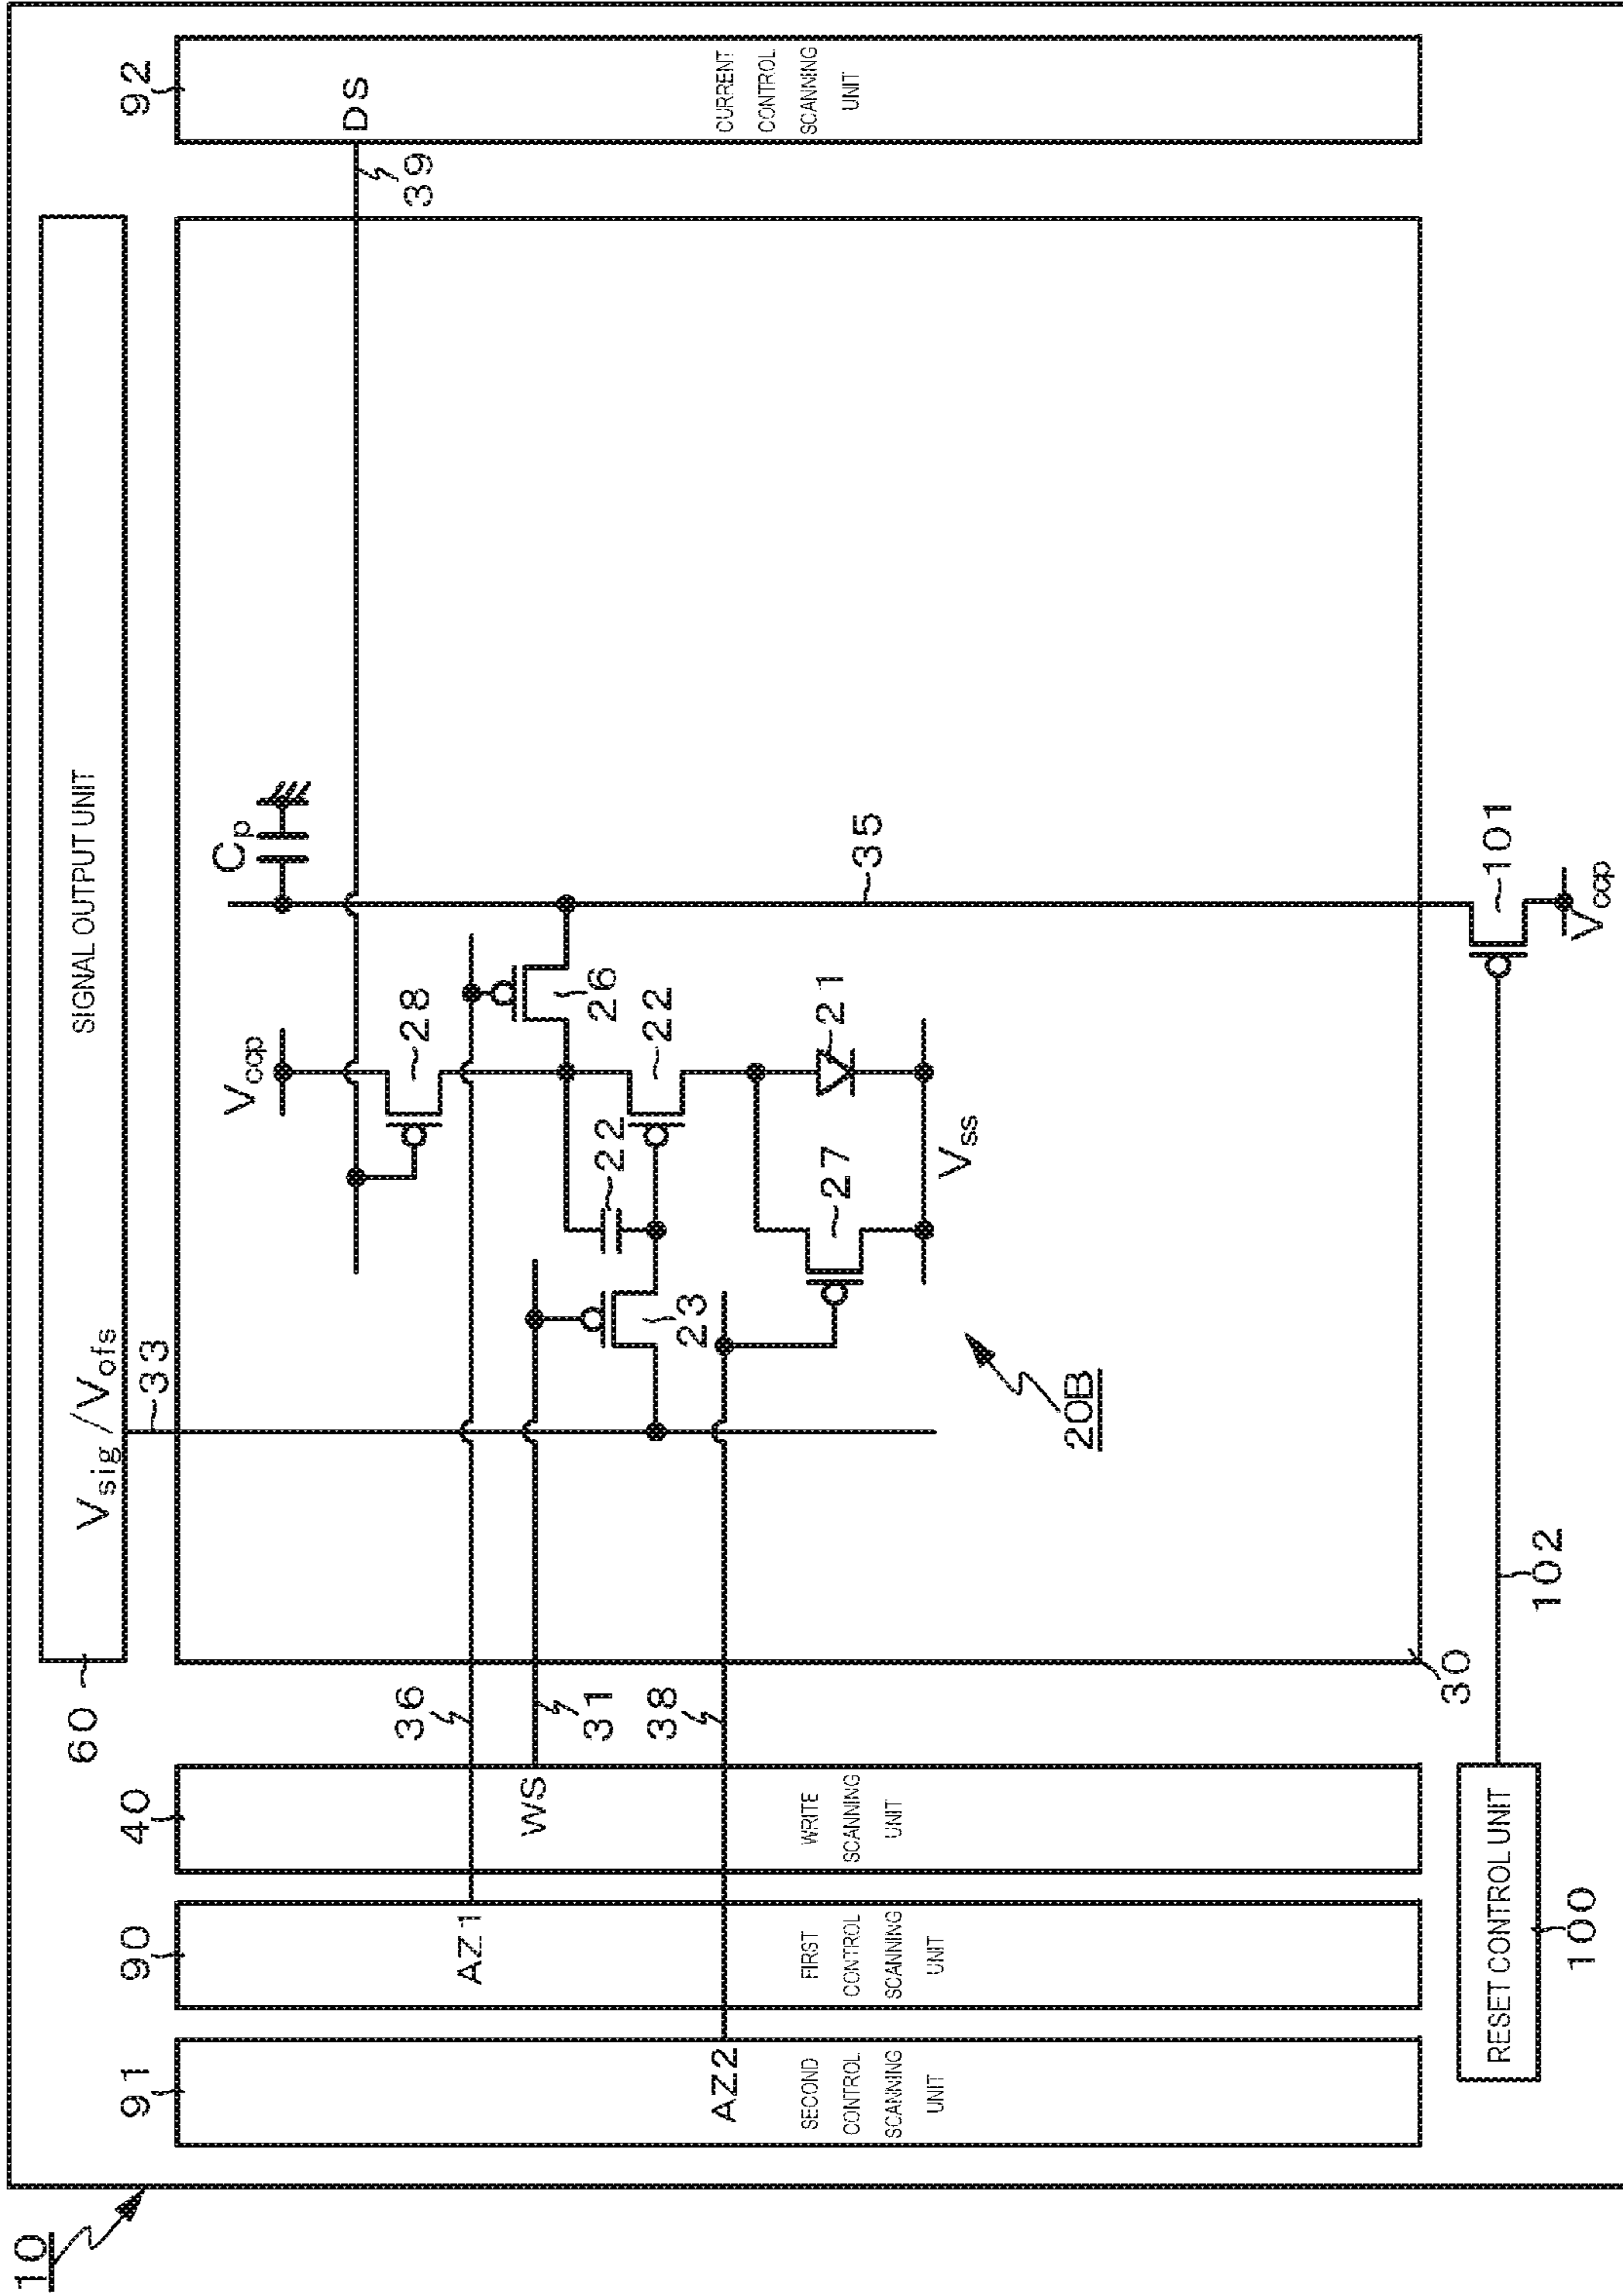 10
SIGNAL OUTPUT UNIT
60
Vsig/Vofs
33
91
90
40
92
SECOND
CONTROL
SCANNING
UNIT
AZ2
FIRST
CONTROL
SCANNING
UNIT
AZ1
WRITE
SCANNING
UNIT
WS
CURRENT
CONTROL
SCANNING
UNIT
DS
39
36
31
38
Vccp
Cp
28
26
22
22
23
27
21
Vss
35
20B
30
RESET CONTROL UNIT
100
102
101
Vccp